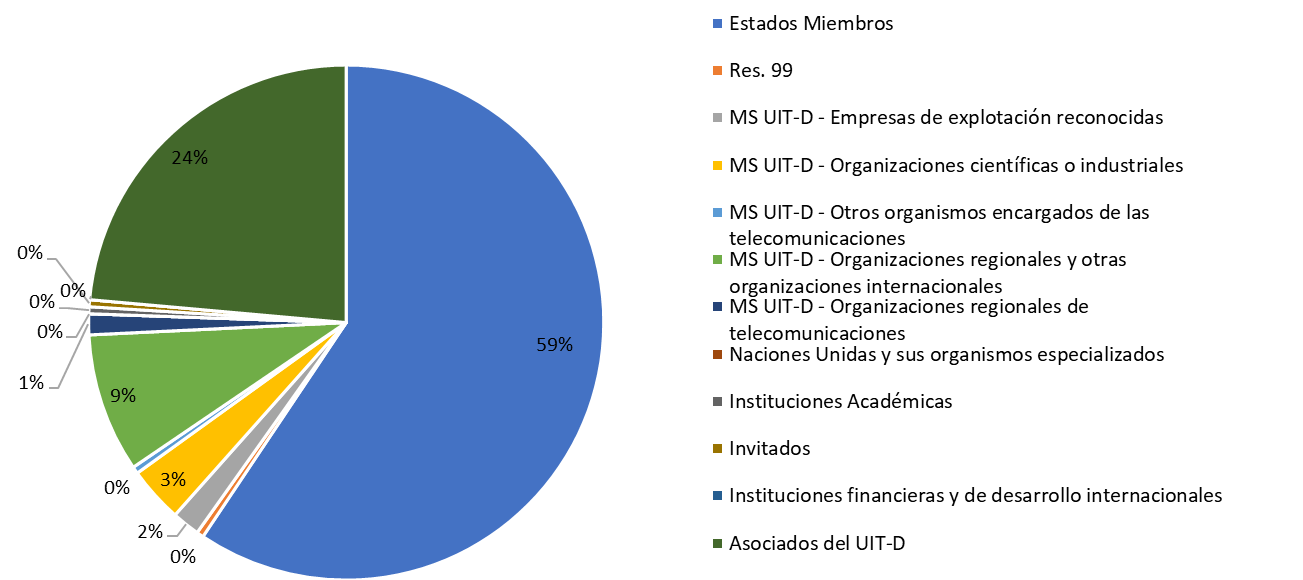 24%
59%
0%
0%
0%
0%
1%
9%
3%
0%
2%
0%
Estados Miembros
Res. 99
MS UIT-D - Empresas de explotación reconocidas
MS UIT-D - Organizaciones científicas o industriales
MS UIT-D - Otros organismos encargados de las
telecomunicaciones
MS UIT-D - Organizaciones regionales y otras
organizaciones internacionales
MS UIT-D - Organizaciones regionales de
telecomunicaciones
Naciones Unidas y sus organismos especializados
Instituciones Académicas
Invitados
Instituciones financieras y de desarrollo internacionales
Asociados del UIT-D